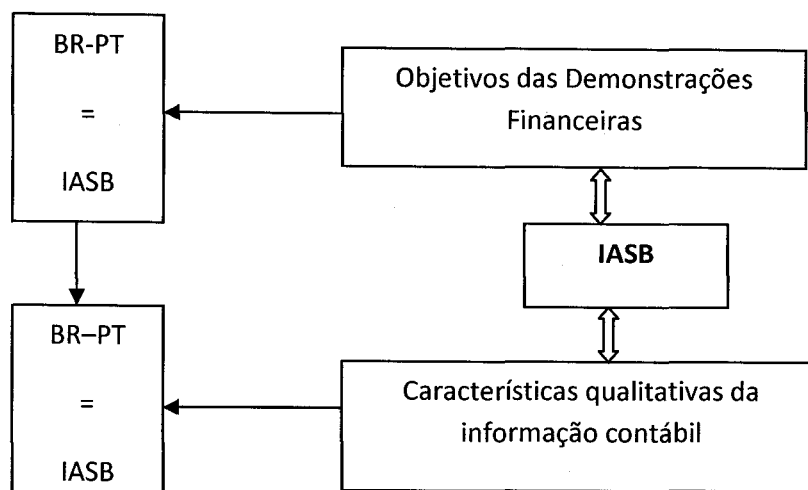 BR-PT
=
IASB
Objetivos das Demonstrações
Financeiras
IASB
BR–PT
=
IASB
Características qualitativas da
informação contábil